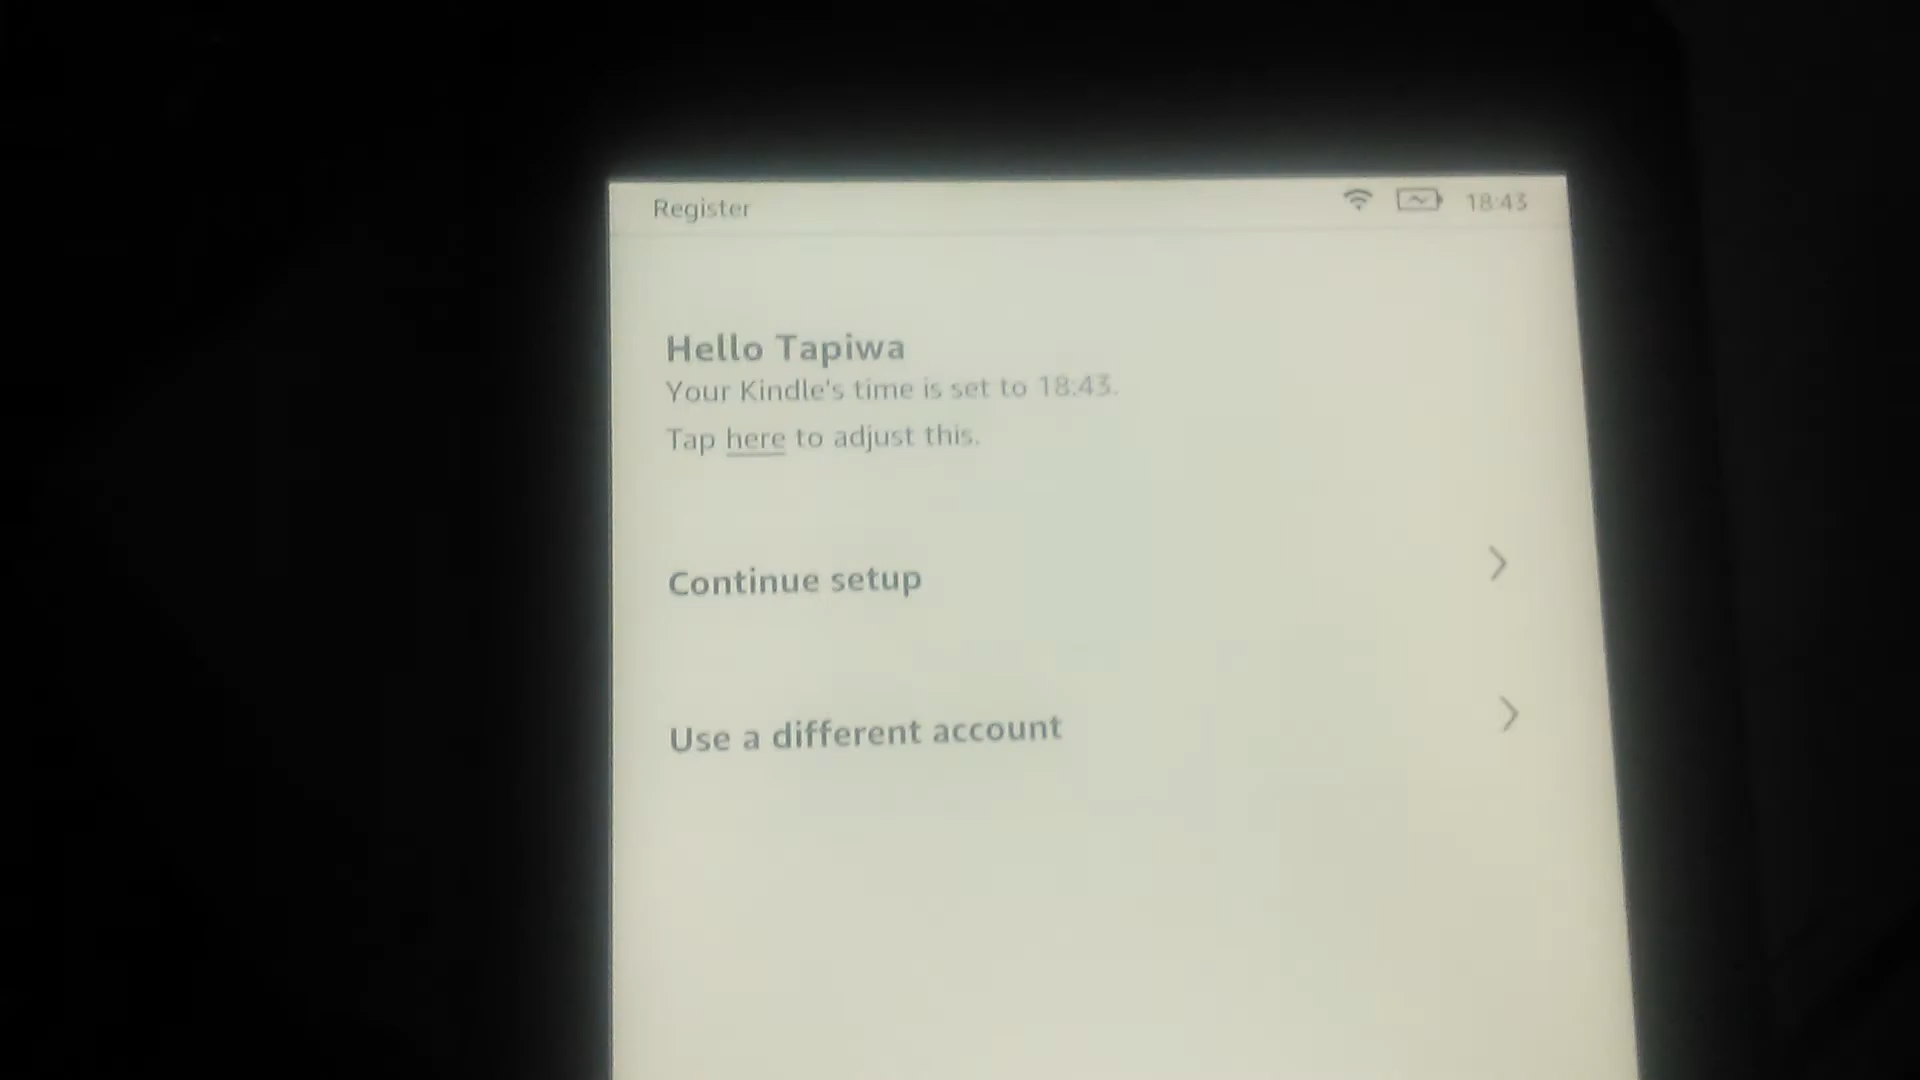 Register
18:43
Hello Tapiwa
Your Kindle's time is set to 18:43.
Tap here to adjust this.
Continue setup
Use a different account